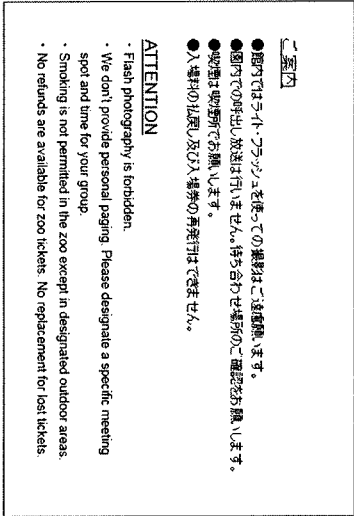 ご案内
●館内ではライト・フラッシュを使っての撮影はご遠慮願います。
●園内での呼出し放送は行いません。待ち合わせ場所のご確認をお願いします。
●喫煙は喫煙所でお願いします。
●入場料の払戻し及び入場券の再発行はできません。
ATTENTION
・Flash photography is forbidden.
・We don't provide personal paging. Please designate a specific meeting
spot and time for your group.
・Smoking is not permitted in the zoo except in designated outdoor areas.
・No refunds are available for zoo tickets. No replacement for lost tickets.